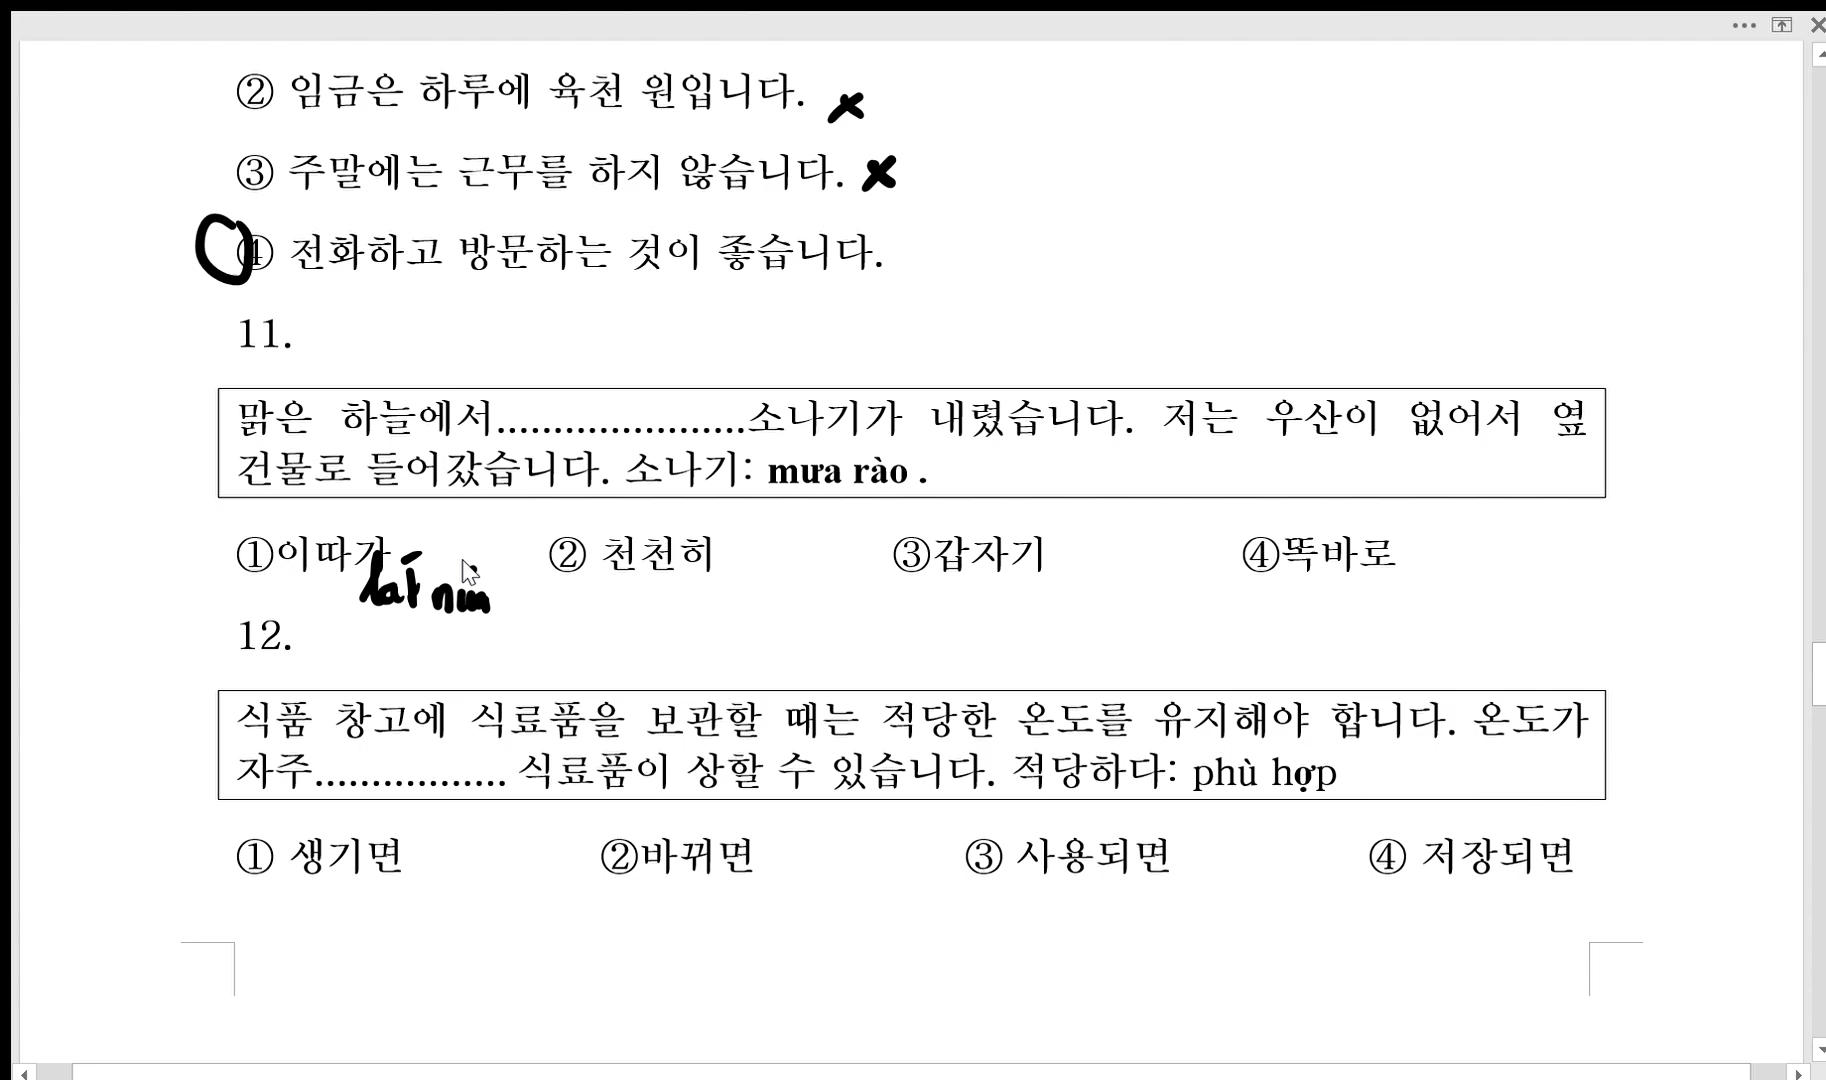 ② 임금은 하루에 육천 원입니다.
③ 주말에는 근무를 하지 않습니다.
④ 전화하고 방문하는 것이 좋습니다.
11.
맑은 하늘에서......................소나기가 내렸습니다. 저는 우산이 없어서 옆
건물로 들어갔습니다. 소나기: mưa rào .
①이따가 ② 천천히 ③갑자기 ④똑바로
12.
식품 창고에 식료품을 보관할 때는 적당한 온도를 유지해야 합니다. 온도가
자주................. 식료품이 상할 수 있습니다. 적당하다: phù hợp
① 생기면 ②바뀌면 ③ 사용되면 ④ 저장되면